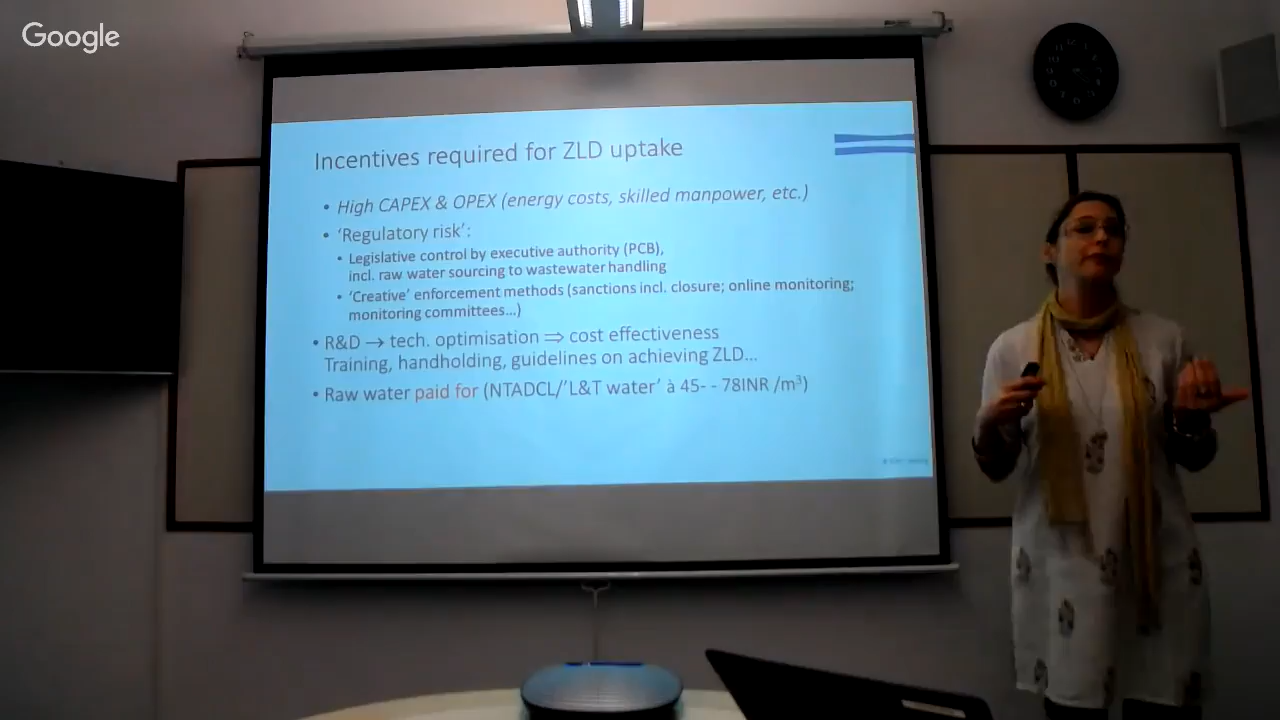 Google
Incentives required for ZLD uptake
• High CAPEX & OPEX (energy costs, skilled manpower, etc.)
• ‘Regulatory risk’:
• Legislative control by executive authority (PCB),
incl. raw water sourcing to wastewater handling
• ‘Creative’ enforcement methods (sanctions incl. closure; online monitoring;
monitoring committees...)
• R&D → tech. optimisation ⇒ cost effectiveness
Training, handholding, guidelines on achieving ZLD...
• Raw water paid for (NTADCL/’L&T water’ à 45- - 78INR /m³)